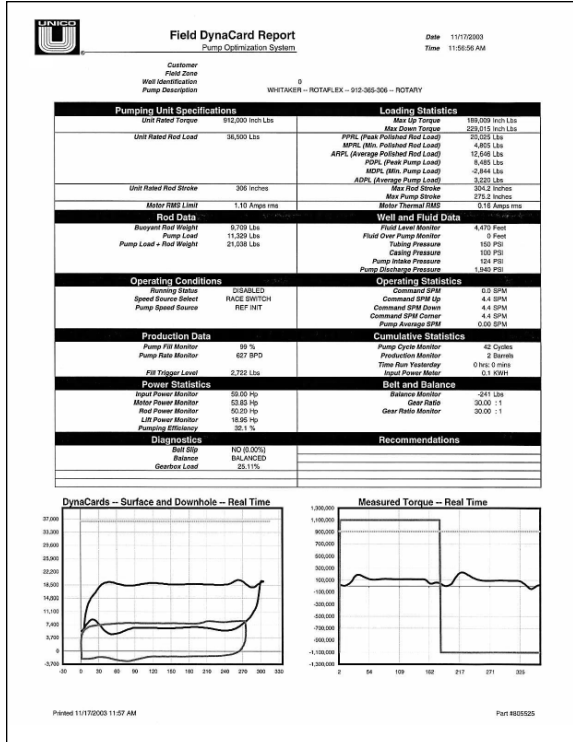 UNICO
®
Field DynaCard Report
Pump Optimization System
Date 11/17/2003
Time 11:56:56 AM
Customer
Field Zone
Well Identification 0
Pump Description WHITAKER -- ROTAFLEX -- 912-365-306 -- ROTARY
Pumping Unit Specifications
Unit Rated Torque 912,000 Inch Lbs
Unit Rated Rod Load 36,500 Lbs
Unit Rated Rod Stroke 306 Inches
Motor RMS Limit 1.10 Amps rms
Loading Statistics
Max Up Torque 189,009 Inch Lbs
Max Down Torque 229,015 Inch Lbs
PPRL (Peak Polished Rod Load) 20,025 Lbs
MPRL (Min. Polished Rod Load) 4,805 Lbs
ARPL (Average Polished Rod Load) 12,646 Lbs
PDPL (Peak Pump Load) 8,485 Lbs
MDPL (Min. Pump Load) -2,844 Lbs
ADPL (Average Pump Load) 3,220 Lbs
Max Rod Stroke 304.2 Inches
Max Pump Stroke 275.2 Inches
Motor Thermal RMS 0.16 Amps rms
Rod Data
Buoyant Rod Weight 9,709 Lbs
Pump Load 11,329 Lbs
Pump Load + Rod Weight 21,038 Lbs
Well and Fluid Data
Fluid Level Monitor 4,470 Feet
Fluid Over Pump Monitor 0 Feet
Tubing Pressure 150 PSI
Casing Pressure 100 PSI
Pump Intake Pressure 124 PSI
Pump Discharge Pressure 1,940 PSI
Operating Conditions
Running Status DISABLED
Speed Source Select RACE SWITCH
Pump Speed Source REF INIT
Operating Statistics
Command SPM 0.0 SPM
Command SPM Up 4.4 SPM
Command SPM Down 4.4 SPM
Command SPM Corner 4.4 SPM
Pump Average SPM 0.00 SPM
Production Data
Pump Fill Monitor 99 %
Pump Rate Monitor 627 BPD
Fill Trigger Level 2,722 Lbs
Cumulative Statistics
Pump Cycle Monitor 42 Cycles
Production Monitor 2 Barrels
Time Run Yesterday 0 hrs: 0 mins
Input Power Meter 0.1 KWH
Power Statistics
Input Power Monitor 59.00 Hp
Motor Power Monitor 53.83 Hp
Rod Power Monitor 50.20 Hp
Lift Power Monitor 18.95 Hp
Pumping Efficiency 32.1 %
Belt and Balance
Balance Monitor -241 Lbs
Gear Ratio 30.00 : 1
Gear Ratio Monitor 30.00 : 1
Diagnostics
Belt Slip NO (0.00%)
Balance BALANCED
Gearbox Load 25.11%
Recommendations
DynaCards -- Surface and Downhole -- Real Time
37,000
33,300
29,600
25,900
22,200
18,500
14,800
11,100
7,400
3,700
0
-3,700
-30 0 30 60 90 120 150 180 210 240 270 300 330
Measured Torque -- Real Time
1,300,000
1,100,000
900,000
700,000
500,000
300,000
100,000
-100,000
-300,000
-500,000
-700,000
-900,000
-1,100,000
-1,300,000
2 54 109 162 217 271 325
Printed 11/17/2003 11:57 AM
Part #805525